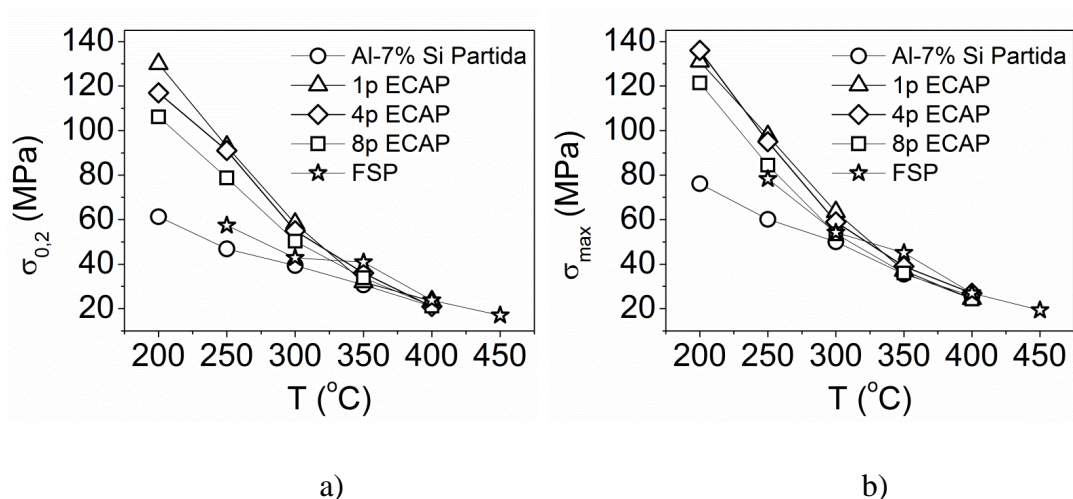 140
120
100
80
60
40
20
σ0,2 (MPa)
Al-7% Si Partida
1p ECAP
4p ECAP
8p ECAP
FSP
200 250 300 350 400 450
T (°C)
a)
140
120
100
80
60
40
20
σmax (MPa)
Al-7% Si Partida
1p ECAP
4p ECAP
8p ECAP
FSP
200 250 300 350 400 450
T (°C)
b)